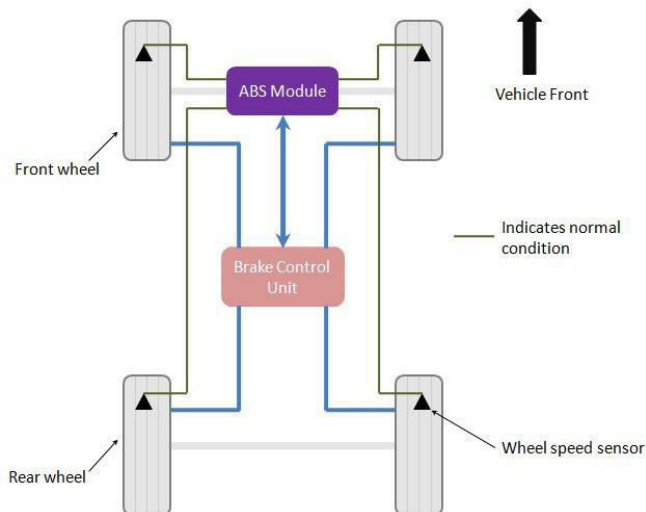 ABS Module
Vehicle Front
Front wheel
Indicates normal
condition
Brake Control
Unit
Wheel speed sensor
Rear wheel